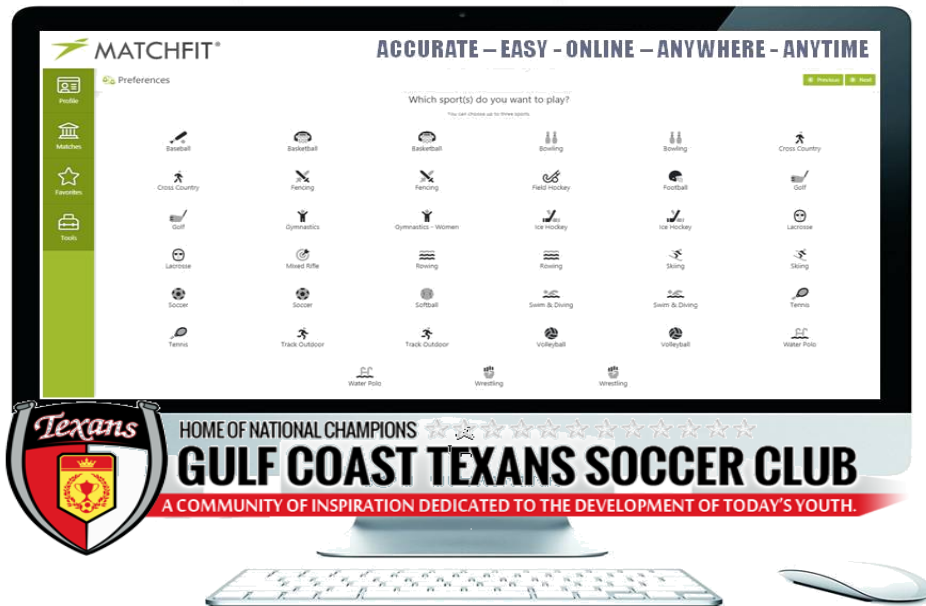 MATCHFIT®
ACCURATE – EASY - ONLINE – ANYWHERE - ANYTIME
Profile
Matches
Favorites
Tools
Preferences
Previous
Next
Which sport(s) do you want to play?
You can choose up to three sports
Baseball
Basketball
Basketball
Bowling
Bowling
Cross Country
Cross Country
Fencing
Fencing
Field Hockey
Football
Golf
Golf
Gymnastics
Gymnastics - Women
Ice Hockey
Ice Hockey
Lacrosse
Lacrosse
Mixed Rifle
Rowing
Rowing
Skiing
Skiing
Soccer
Soccer
Softball
Swim & Diving
Swim & Diving
Tennis
Tennis
Track Outdoor
Track Outdoor
Volleyball
Volleyball
Water Polo
Water Polo
Wrestling
Wrestling
Texans
HOME OF NATIONAL CHAMPIONS
GULF COAST TEXANS SOCCER CLUB
A COMMUNITY OF INSPIRATION DEDICATED TO THE DEVELOPMENT OF TODAY'S YOUTH.